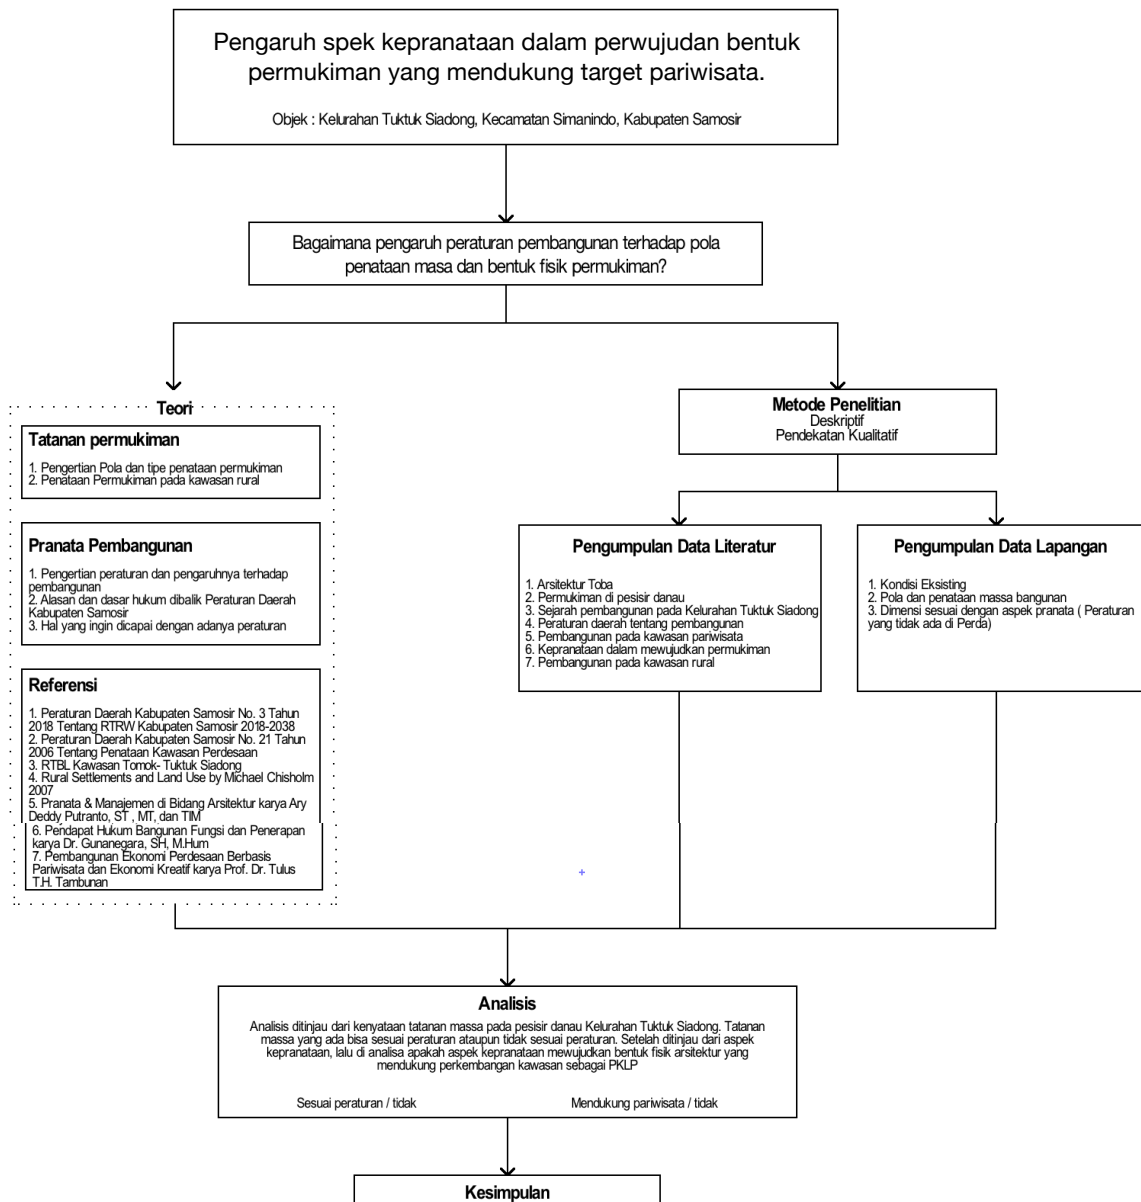 Pengaruh spek kepranataan dalam perwujudan bentuk
permukiman yang mendukung target pariwisata.
Objek : Kelurahan Tuktuk Siadong, Kecamatan Simanindo, Kabupaten Samosir
Bagaimana pengaruh peraturan pembangunan terhadap pola
penataan masa dan bentuk fisik permukiman?
Teori
Tatanan permukiman
1. Pengertian Pola dan tipe penataan permukiman
2. Penataan Permukiman pada kawasan rural
Pranata Pembangunan
1. Pengertian peraturan dan pengaruhnya terhadap
pembangunan
2. Alasan dan dasar hukum dibalik Peraturan Daerah
Kabupaten Samosir
3. Hal yang ingin dicapai dengan adanya peraturan
Referensi
1. Peraturan Daerah Kabupaten Samosir No. 3 Tahun
2018 Tentang RTRW Kabupaten Samosir 2018-2038
2. Peraturan Daerah Kabupaten Samosir No. 21 Tahun
2006 Tentang Penataan Kawasan Perdesaan
3. RTBL Kawasan Tomok- Tuktuk Siadong
4. Rural Settlements and Land Use by Michael Chisholm
2007
5. Pranata & Manajemen di Bidang Arsitektur karya Ary
Deddy Putranto, ST , MT, dan TIM
6. Pendapat Hukum Bangunan Fungsi dan Penerapan
karya Dr. Gunanegara, SH, M.Hum
7. Pembangunan Ekonomi Perdesaan Berbasis
Pariwisata dan Ekonomi Kreatif karya Prof. Dr. Tulus
T.H. Tambunan
Metode Penelitian
Deskriptif
Pendekatan Kualitatif
Pengumpulan Data Literatur
1. Arsitektur Toba
2. Permukiman di pesisir danau
3. Sejarah pembangunan pada Kelurahan Tuktuk Siadong
4. Peraturan daerah tentang pembangunan
5. Pembangunan pada kawasan pariwisata
6. Kepranataan dalam mewujudkan permukiman
7. Pembangunan pada kawasan rural
Pengumpulan Data Lapangan
1. Kondisi Eksisting
2. Pola dan penataan massa bangunan
3. Dimensi sesuai dengan aspek pranata ( Peraturan
yang tidak ada di Perda)
Analisis
Analisis ditinjau dari kenyataan tatanan massa pada pesisir danau Kelurahan Tuktuk Siadong. Tatanan
massa yang ada bisa sesuai peraturan ataupun tidak sesuai peraturan. Setelah ditinjau dari aspek
kepranataan, lalu di analisa apakah aspek kepranataan mewujudkan bentuk fisik arsitektur yang
mendukung perkembangan kawasan sebagai PKLP
Sesuai peraturan / tidak
Mendukung pariwisata / tidak
Kesimpulan